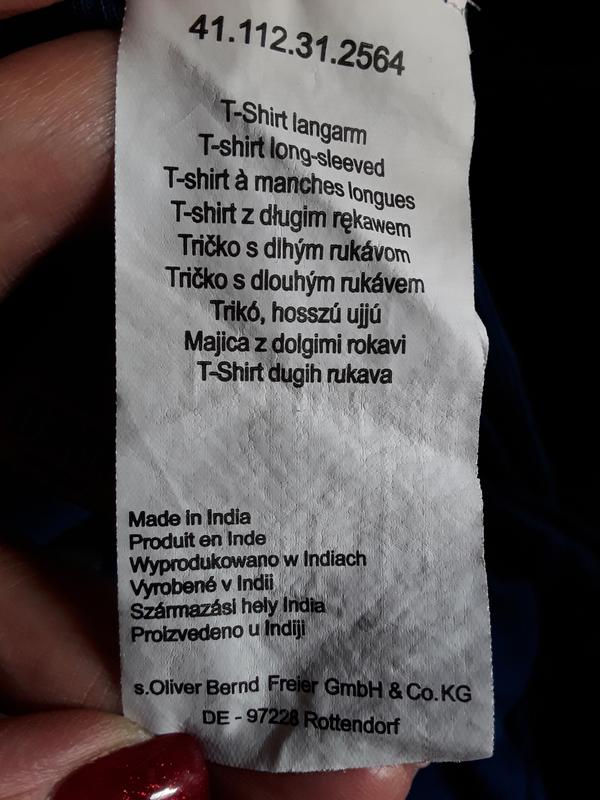 41.112.31.2564
T-Shirt langarm
T-shirt long-sleeved
T-shirt à manches longues
T-shirt z długim rękawem
Tričko s dlhým rukávom
Tričko s dlouhým rukávem
Trikó, hosszú ujjú
Majica z dolgimi rokavi
T-Shirt dugih rukava
Made in India
Produit en Inde
Wyprodukowano w Indiach
Vyrobené v Indii
Származási hely India
Proizvedeno u Indiji
s.Oliver Bernd Freier GmbH & Co. KG
DE - 97228 Rottendorf